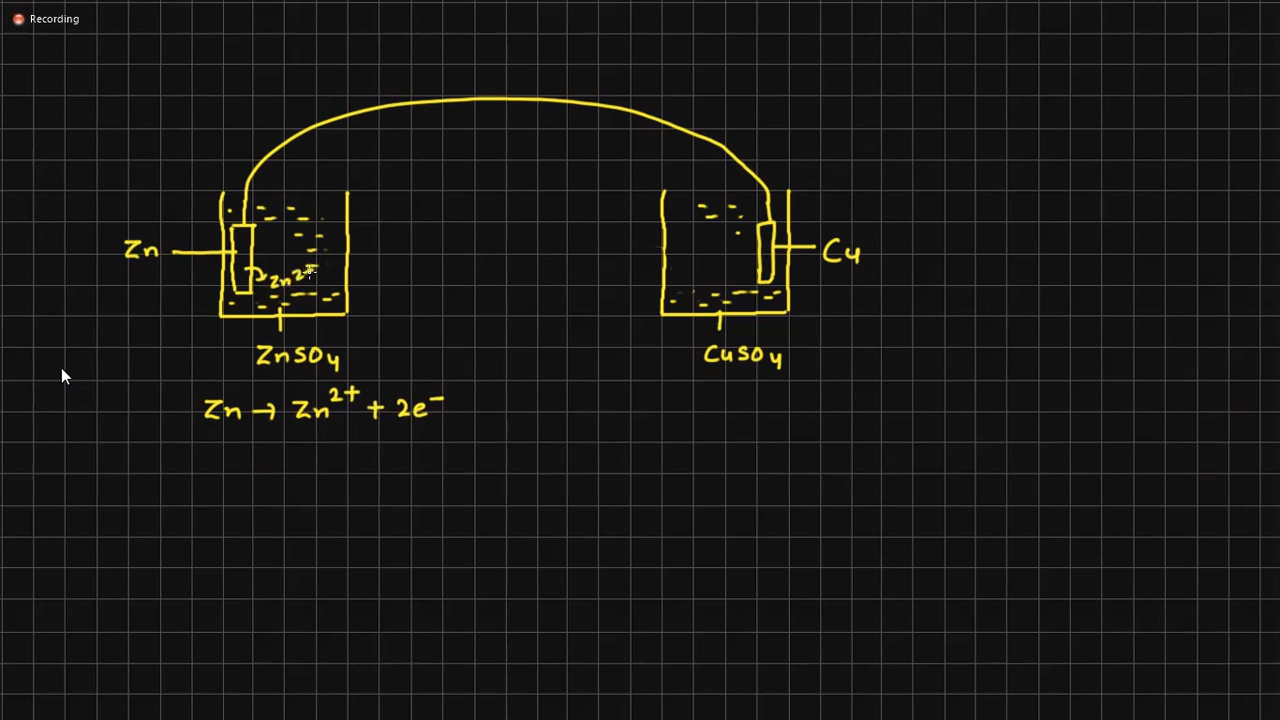 Recording
Zn
Cu
Zn2+
ZnSO4
CuSO4
Zn → Zn2+ + 2e−